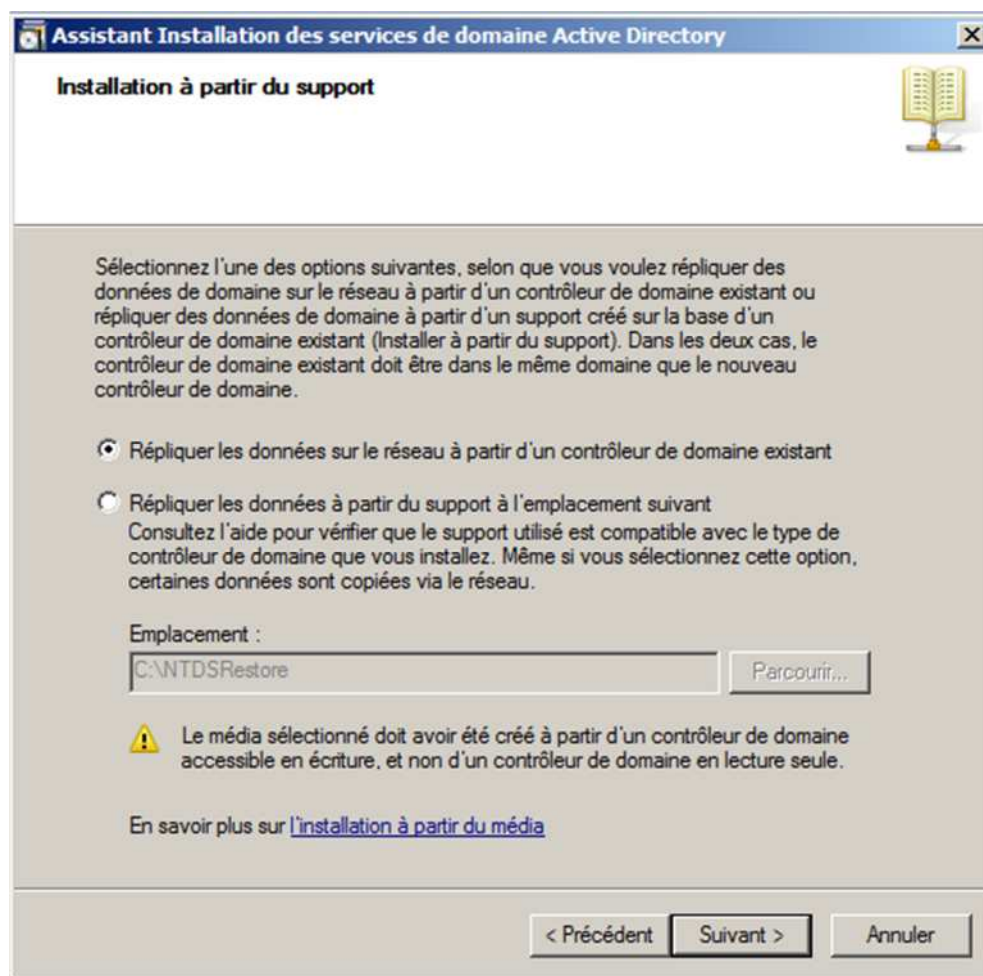 Assistant Installation des services de domaine Active Directory
Installation à partir du support
Sélectionnez l'une des options suivantes, selon que vous voulez répliquer des
données de domaine sur le réseau à partir d'un contrôleur de domaine existant ou
répliquer des données de domaine à partir d'un support créé sur la base d'un
contrôleur de domaine existant (Installer à partir du support). Dans les deux cas, le
contrôleur de domaine existant doit être dans le même domaine que le nouveau
contrôleur de domaine.
Répliquer les données sur le réseau à partir d'un contrôleur de domaine existant
Répliquer les données à partir du support à l'emplacement suivant
Consultez l'aide pour vérifier que le support utilisé est compatible avec le type de
contrôleur de domaine que vous installez. Même si vous sélectionnez cette option,
certaines données sont copiées via le réseau.
Emplacement :
C:\NTDSRestore
Parcourir...
Le média sélectionné doit avoir été créé à partir d'un contrôleur de domaine
accessible en écriture, et non d'un contrôleur de domaine en lecture seule.
En savoir plus sur l'installation à partir du média
< Précédent
Suivant >
Annuler